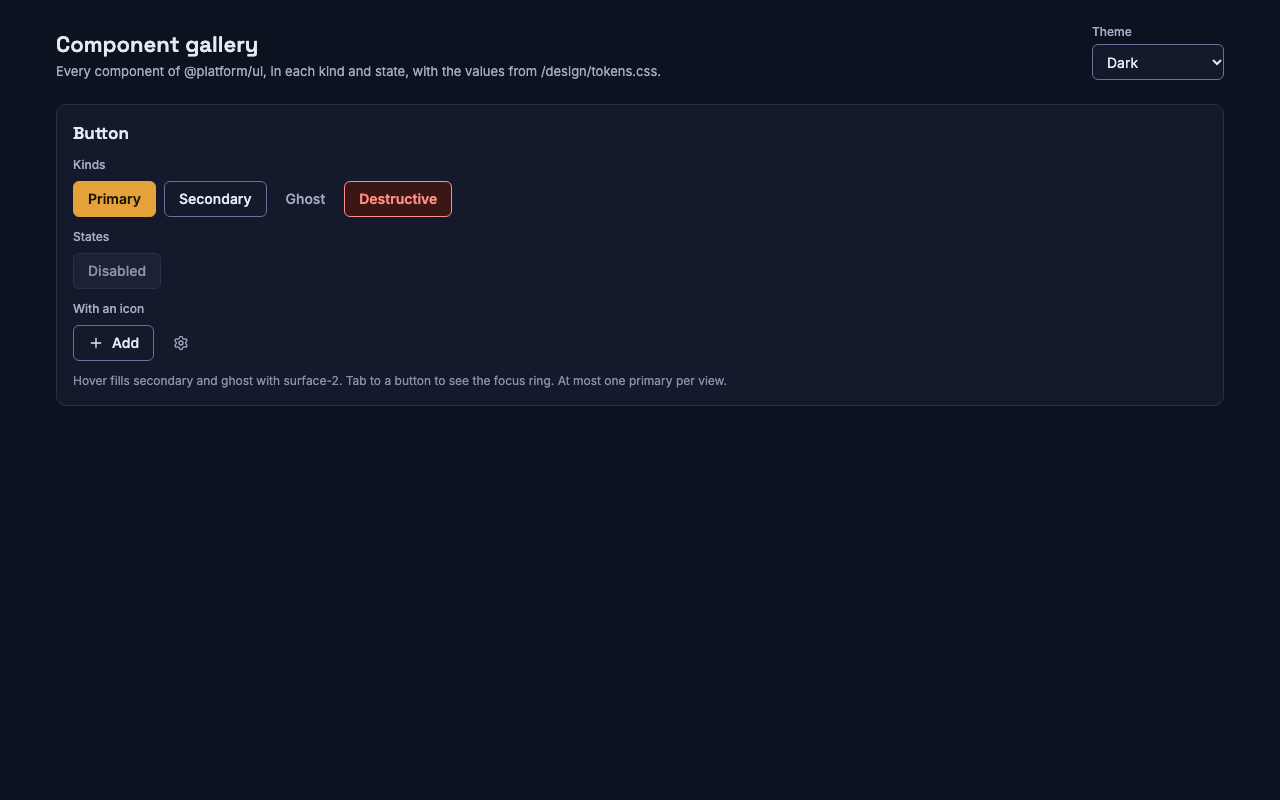 Component gallery
Every component of @platform/ui, in each kind and state, with the values from /design/tokens.css.
Theme
Dark
Button
Kinds
Primary
Secondary
Ghost
Destructive
States
Disabled
With an icon
Add
Hover fills secondary and ghost with surface-2. Tab to a button to see the focus ring. At most one primary per view.